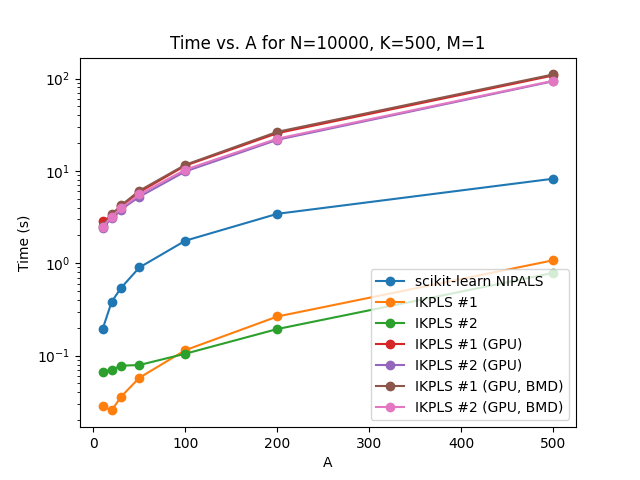 Time vs. A for N=10000, K=500, M=1
Time (s)
10²
10¹
10⁰
10⁻¹
0
100
200
300
400
500
A
scikit-learn NIPALS
IKPLS #1
IKPLS #2
IKPLS #1 (GPU)
IKPLS #2 (GPU)
IKPLS #1 (GPU, BMD)
IKPLS #2 (GPU, BMD)